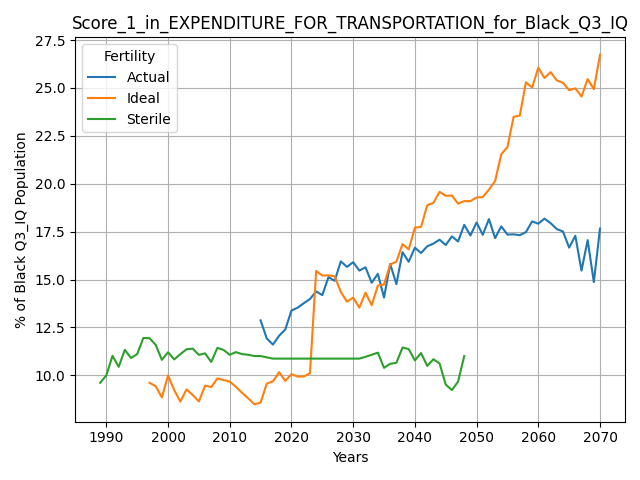 Score_1_in_EXPENDITURE_FOR_TRANSPORTATION_for_Black_Q3_IQ
27.5
25.0
22.5
20.0
17.5
15.0
12.5
10.0
% of Black Q3_IQ Population
Fertility
Actual
Ideal
Sterile
1990 2000 2010 2020 2030 2040 2050 2060 2070
Years